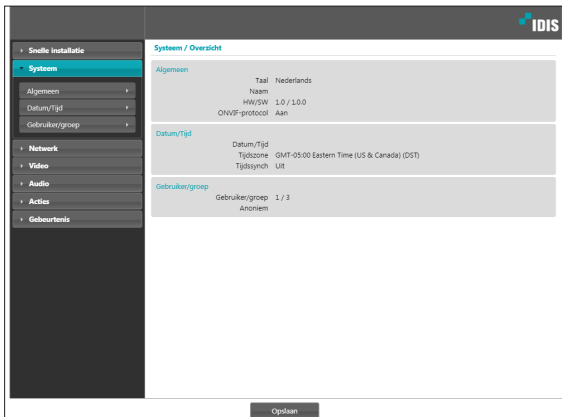 IDIS
Snelle installatie
Systeem
Algemeen
Datum/Tijd
Gebruiker/groep
Netwerk
Video
Audio
Acties
Gebeurtenis
Systeem / Overzicht
Algemeen
Taal Nederlands
Naam
HW/SW 1.0 / 1.0.0
ONVIF-protocol Aan
Datum/Tijd
Datum/Tijd
Tijdszone GMT-05:00 Eastern Time (US & Canada) (DST)
Tijdssynch Uit
Gebruiker/groep
Gebruiker/groep 1 / 3
Anoniem
Opslaan